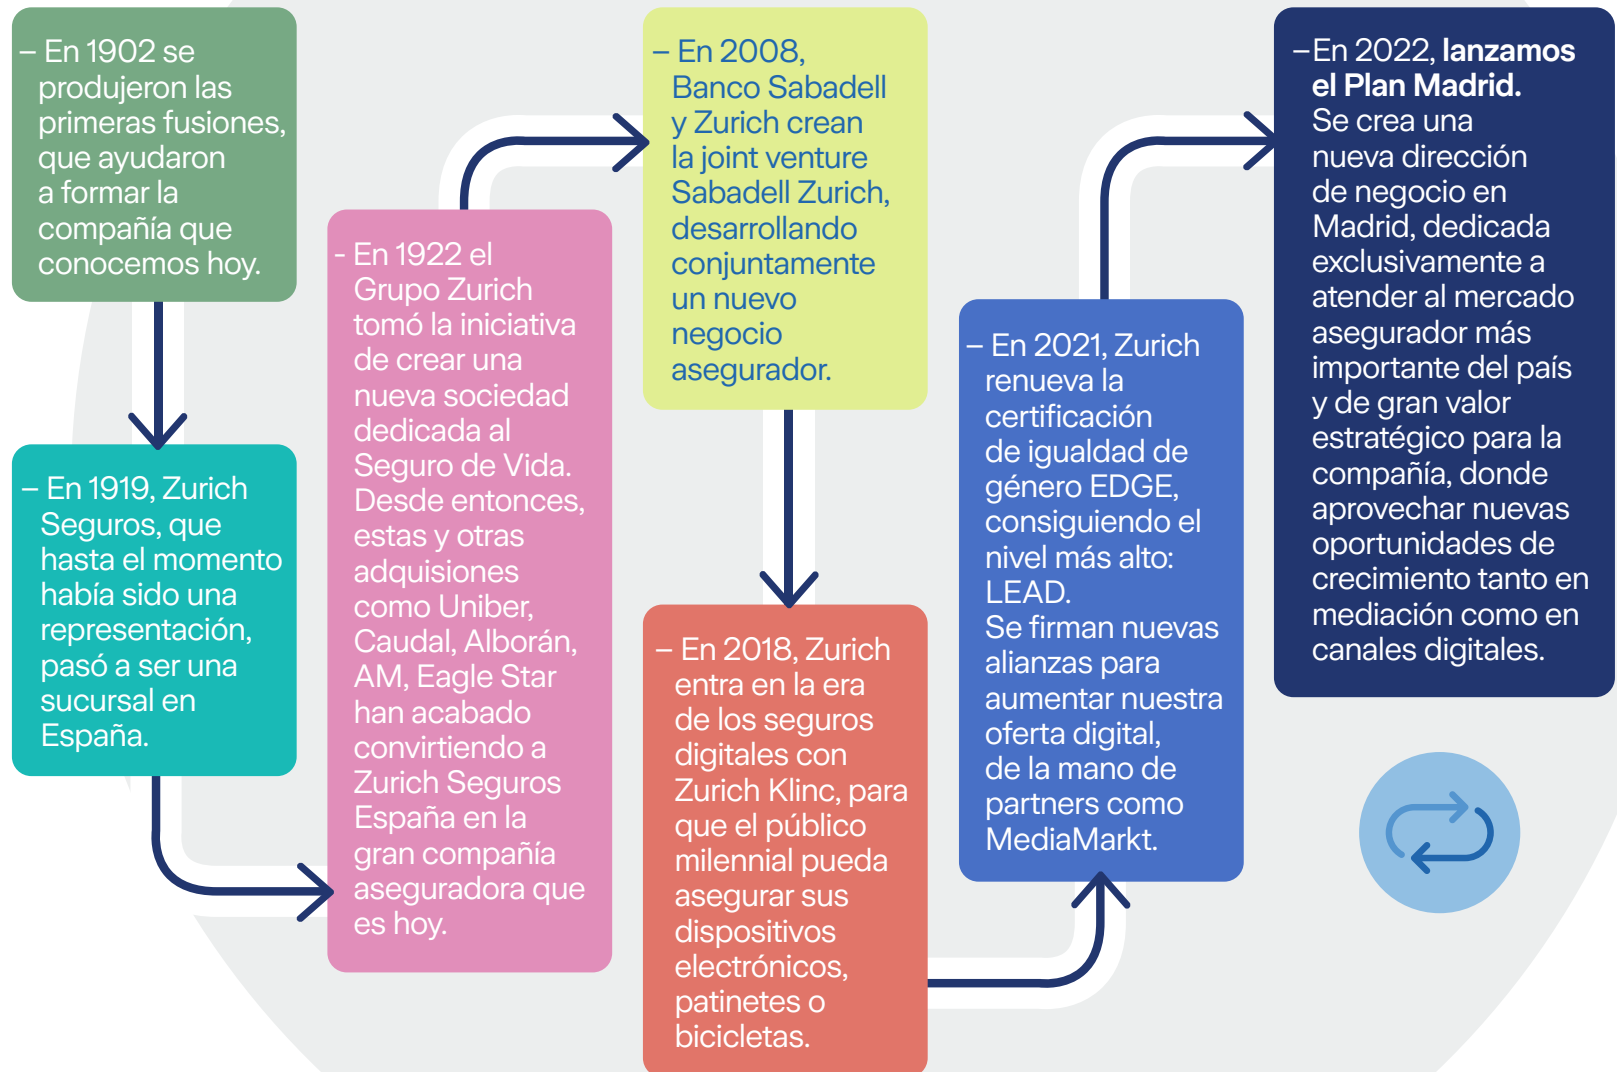 – En 1902 se
produjeron las
primeras fusiones,
que ayudaron
a formar la
compañía que
conocemos hoy.
– En 1919, Zurich
Seguros, que
hasta el momento
había sido una
representación,
pasó a ser una
sucursal en
España.
- En 1922 el
Grupo Zurich
tomó la iniciativa
de crear una
nueva sociedad
dedicada al
Seguro de Vida.
Desde entonces,
estas y otras
adquisiones
como Uniber,
Caudal, Alborán,
AM, Eagle Star
han acabado
convirtiendo a
Zurich Seguros
España en la
gran compañía
aseguradora que
es hoy.
– En 2008,
Banco Sabadell
y Zurich crean
la joint venture
Sabadell Zurich,
desarrollando
conjuntamente
un nuevo
negocio
asegurador.
– En 2018, Zurich
entra en la era
de los seguros
digitales con
Zurich Klinc, para
que el público
milennial pueda
asegurar sus
dispositivos
electrónicos,
patinetes o
bicicletas.
– En 2021, Zurich
renueva la
certificación
de igualdad de
género EDGE,
consiguiendo el
nivel más alto:
LEAD.
Se firman nuevas
alianzas para
aumentar nuestra
oferta digital,
de la mano de
partners como
MediaMarkt.
–En 2022, lanzamos
el Plan Madrid.
Se crea una
nueva dirección
de negocio en
Madrid, dedicada
exclusivamente a
atender al mercado
asegurador más
importante del país
y de gran valor
estratégico para la
compañía, donde
aprovechar nuevas
oportunidades de
crecimiento tanto en
mediación como en
canales digitales.